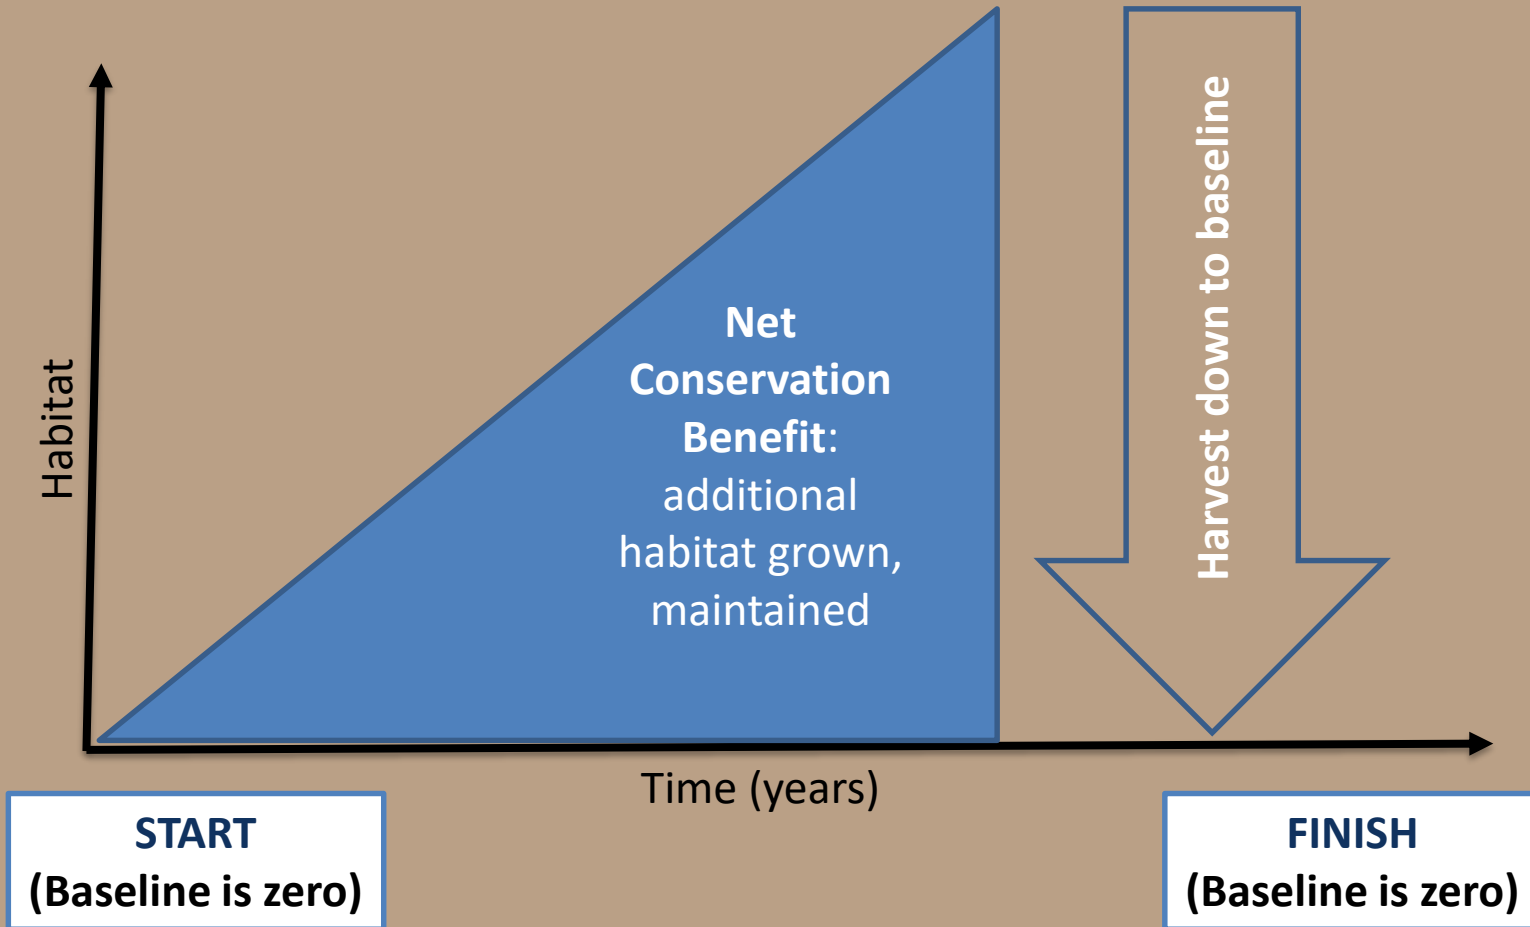 Habitat
Net
Conservation
Benefit:
additional
habitat grown,
maintained
Harvest down to baseline
Time (years)
START
(Baseline is zero)
FINISH
(Baseline is zero)